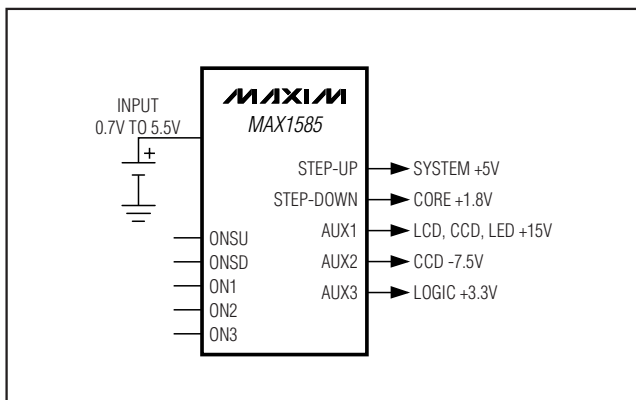 MAXIM
MAX1585
INPUT
0.7V TO 5.5V
+
STEP-UP
SYSTEM +5V
STEP-DOWN
CORE +1.8V
AUX1
LCD, CCD, LED +15V
AUX2
CCD -7.5V
AUX3
LOGIC +3.3V
ONSU
ONSD
ON1
ON2
ON3